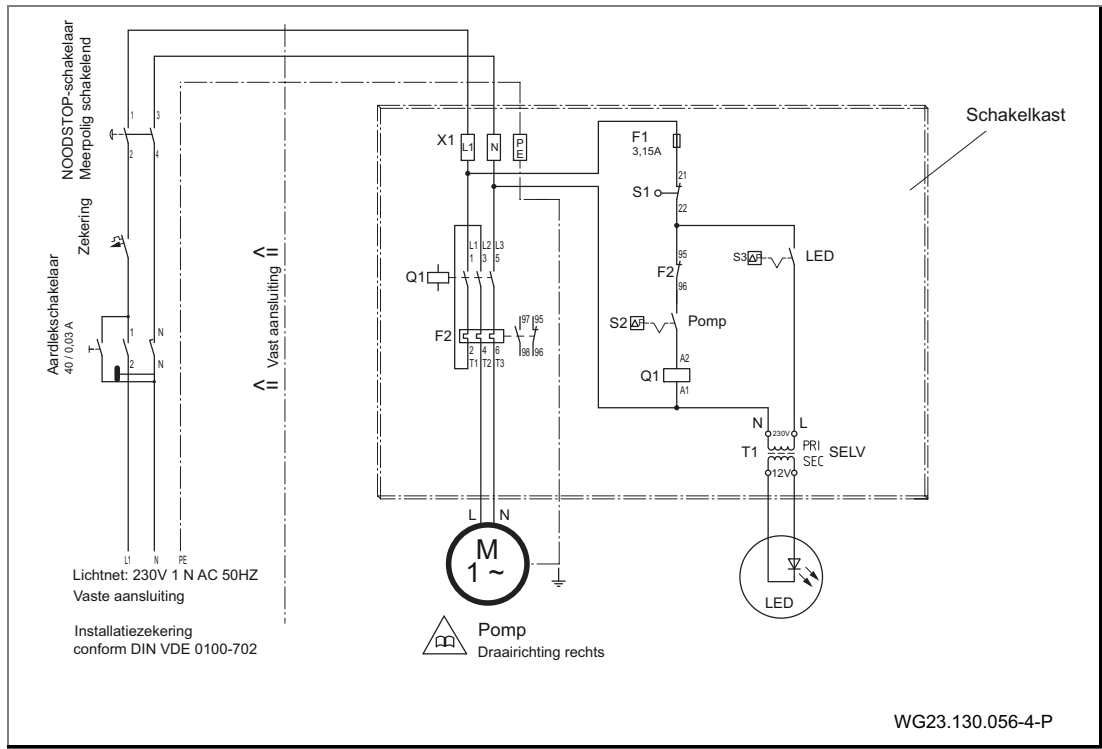 NOODSTOP-schakelaar
Meerpolig schakelend
1
3
2
4
Zekering
Aardlekschakelaar
40 / 0,03 A
1
N
2
N
L1
N
PE
Lichtnet: 230V 1 N AC 50HZ
Vaste aansluiting
Installatiezekering
conform DIN VDE 0100-702
Vast aansluiting
Schakelkast
X1
L1
N
PE
F1
3,15A
S1
21
22
L1
L2
L3
1
3
5
Q1
F2
97
95
98
96
2
4
6
T1
T2
T3
95
F2
96
S3
P
LED
S2
P
Pomp
A2
Q1
A1
N
L
230V
T1
PRI
SEC
SELV
12V
L
N
M
1 ~
LED
Pomp
Draairichting rechts
WG23.130.056-4-P